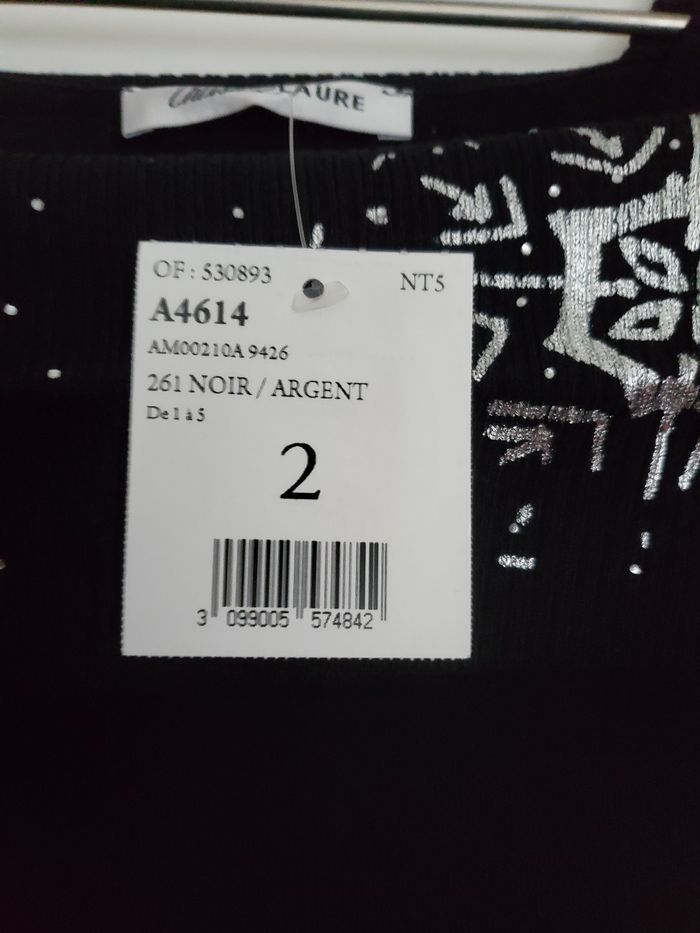 LAURE
OF : 530893
NT5
A4614
AM00210A 9426
261 NOIR / ARGENT
De 1 à 5
2
3 099005 574842